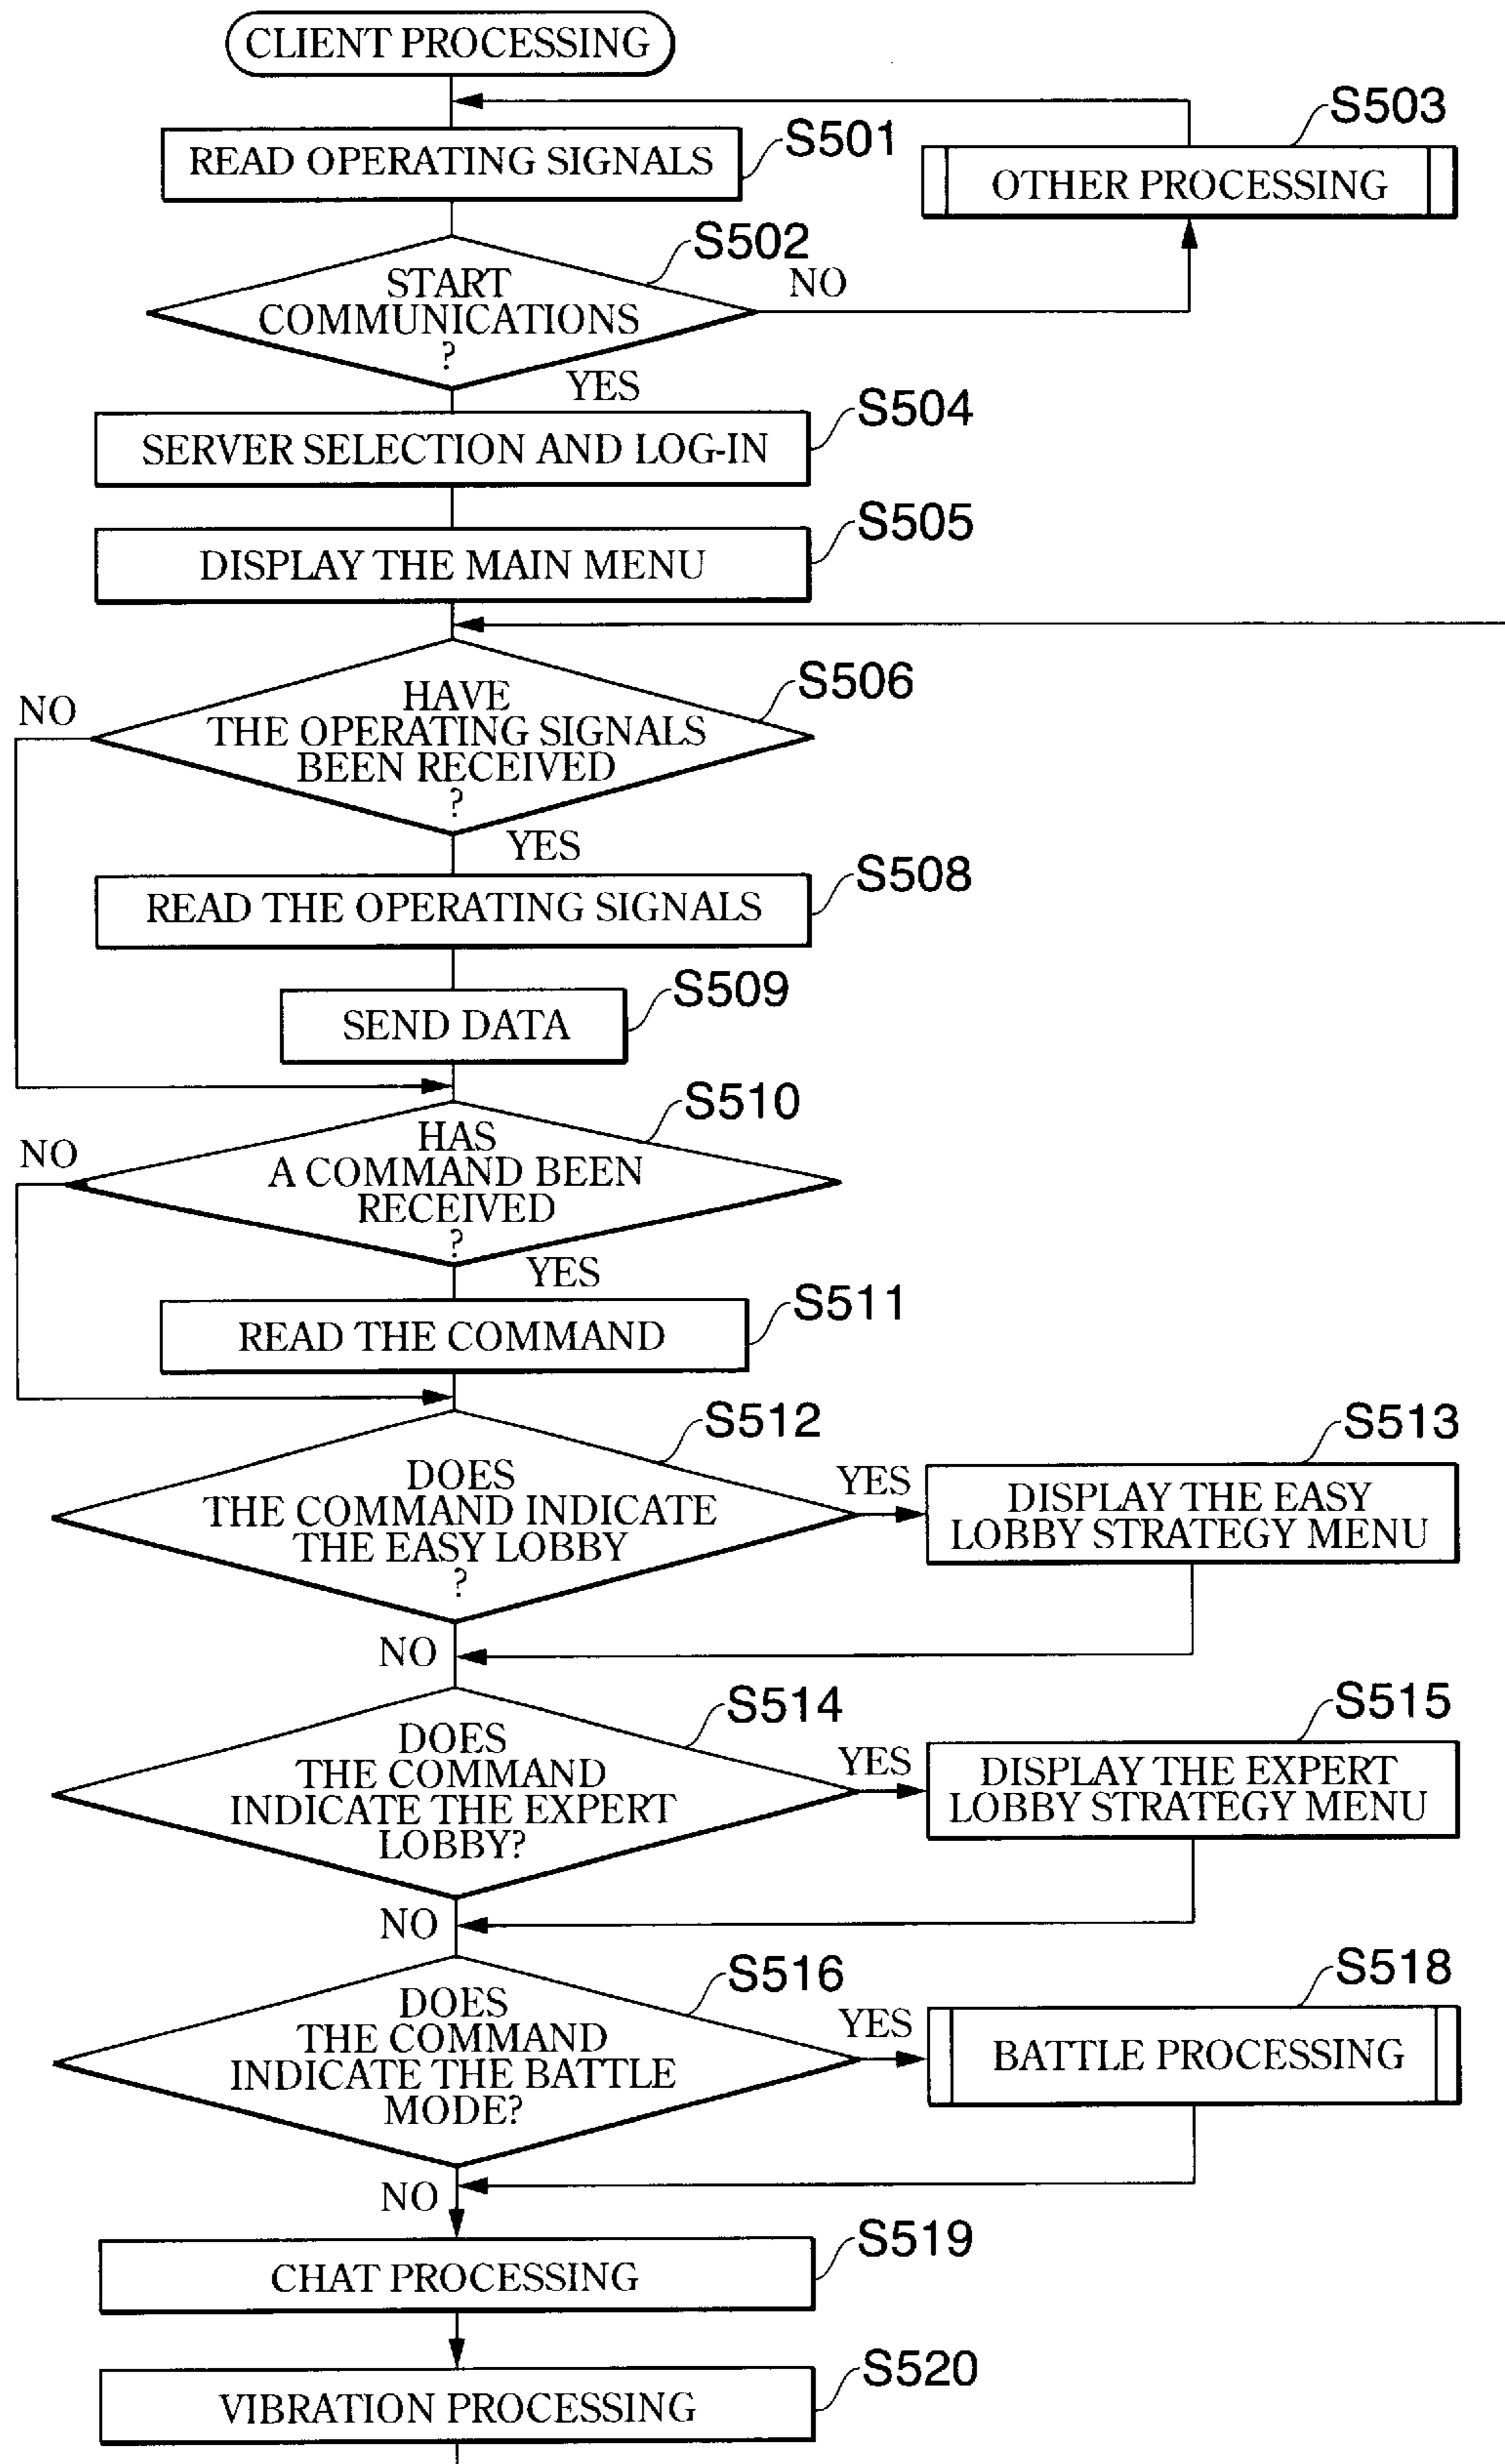 CLIENT PROCESSING
S503
S501
READ OPERATING SIGNALS
OTHER PROCESSING
S502
START
COMMUNICATIONS
?
NO
YES
S504
SERVER SELECTION AND LOG-IN
S505
DISPLAY THE MAIN MENU
S506
NO
HAVE
THE OPERATING SIGNALS
BEEN RECEIVED
?
YES
S508
READ THE OPERATING SIGNALS
S509
SEND DATA
S510
NO
HAS
A COMMAND BEEN
RECEIVED
?
YES
S511
READ THE COMMAND
S512
DOES
THE COMMAND INDICATE
THE EASY LOBBY
?
YES
S513
DISPLAY THE EASY
LOBBY STRATEGY MENU
NO
S514
DOES
THE COMMAND
INDICATE THE EXPERT
LOBBY?
YES
S515
DISPLAY THE EXPERT
LOBBY STRATEGY MENU
NO
S516
DOES
THE COMMAND
INDICATE THE BATTLE
MODE?
YES
S518
BATTLE PROCESSING
NO
S519
CHAT PROCESSING
S520
VIBRATION PROCESSING